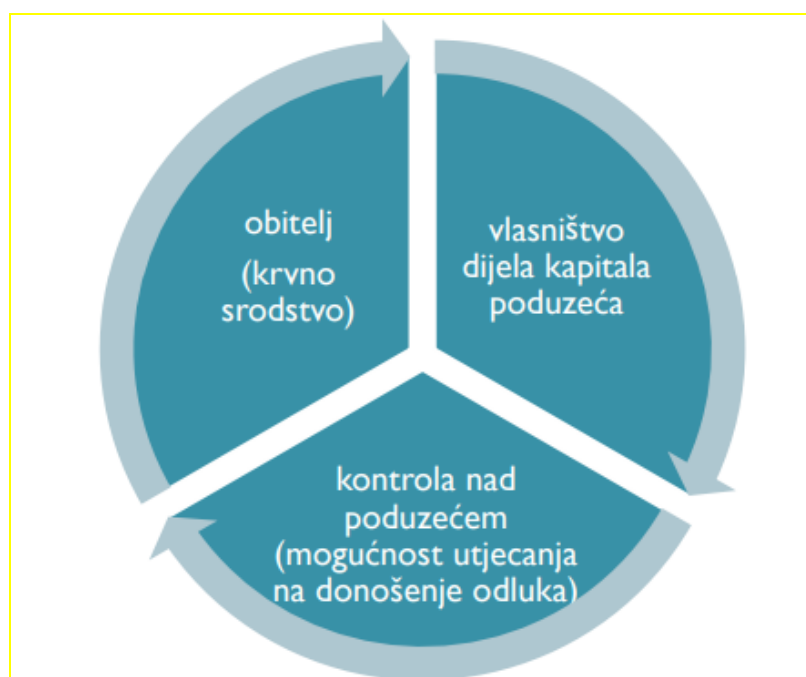 obitelj
(krvno
srodstvo)
vlasništvo
dijela kapitala
poduzeća
kontrola nad
poduzećem
(mogućnost utjecanja
na donošenje odluka)